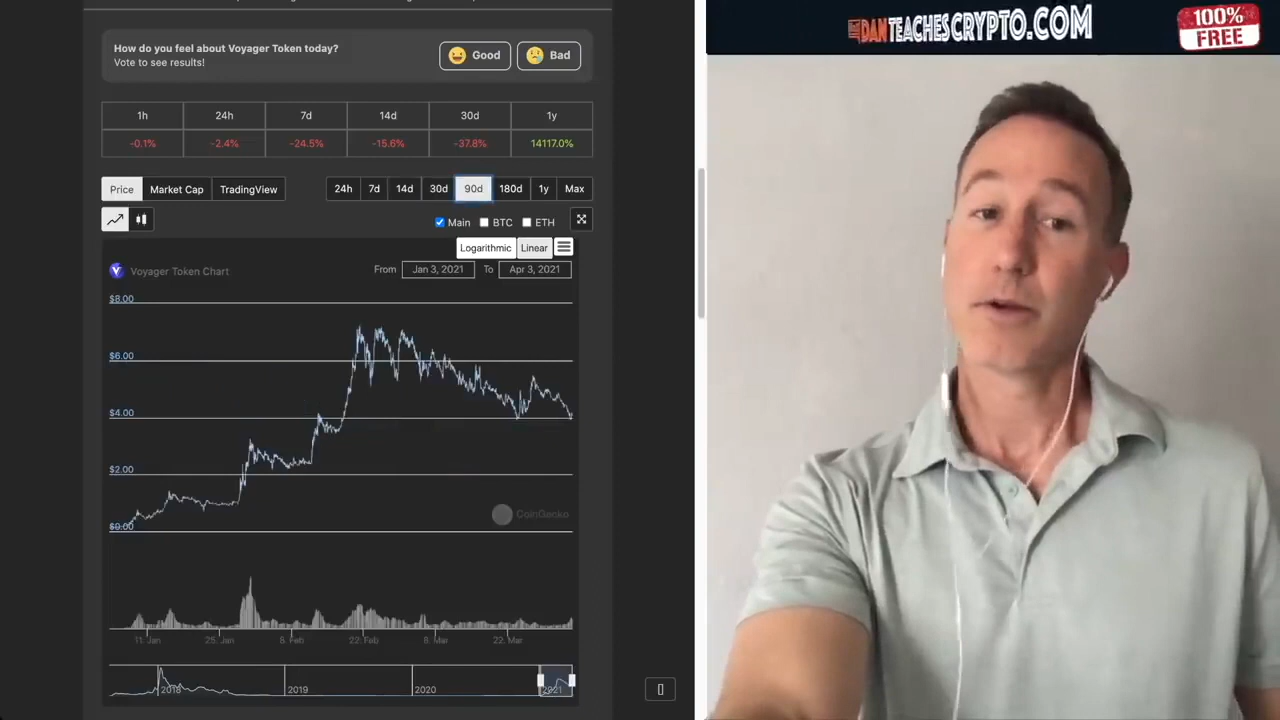 DANTEACHESCRYPTO.COM
100%
FREE
How do you feel about Voyager Token today?
Vote to see results!
Good
Bad
1h 24h 7d 14d 30d 1y
-0.1% -2.4% -24.5% -15.6% -37.8% 14117.0%
Price Market Cap TradingView
24h 7d 14d 30d 90d 180d 1y Max
Main BTC ETH
Logarithmic Linear
Voyager Token Chart
From Jan 3, 2021 To Apr 3, 2021
$8.00
$6.00
$4.00
$2.00
$0.00
CoinGecko
11. Jan 25. Jan 8. Feb 22. Feb 8. Mar 22. Mar
2018 2019 2020 2021